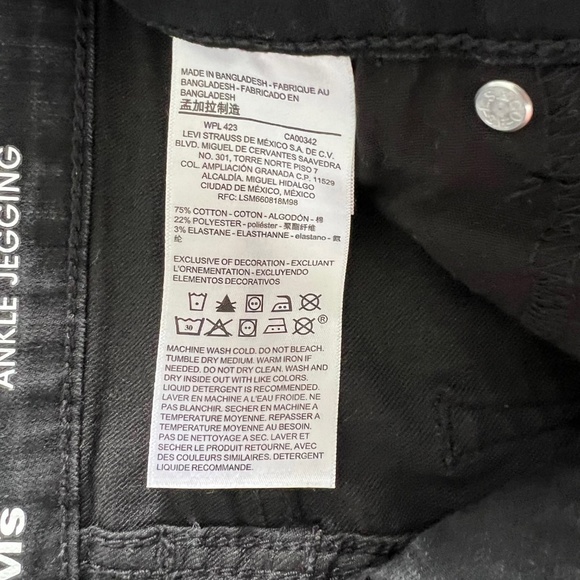 MADE IN BANGLADESH - FABRIQUE AU
BANGLADESH - FABRICADO EN
BANGLADESH
孟加拉制造
WPL 423 CA00342
LEVI STRAUSS DE MÉXICO S.A. DE C.V.
BLVD. MIGUEL DE CERVANTES SAAVEDRA
NO. 301, TORRE NORTE PISO 7
COL. AMPLIACIÓN GRANADA C.P. 11529
ALCALDÍA. MIGUEL HIDALGO
CIUDAD DE MÉXICO, MÉXICO
RFC: LSM660818M98
75% COTTON - COTON - ALGODÓN - 棉
22% POLYESTER - poliéster - 聚酯纤维
3% ELASTANE - ELASTHANNE - elastano - 氨
纶
EXCLUSIVE OF DECORATION - EXCLUANT
L'ORNEMENTATION - EXCLUYENDO
ELEMENTOS DECORATIVOS
30 ®
MACHINE WASH COLD. DO NOT BLEACH.
TUMBLE DRY MEDIUM. WARM IRON IF
NEEDED. DO NOT DRY CLEAN. WASH AND
DRY INSIDE OUT WITH LIKE COLORS.
LIQUID DETERGENT IS RECOMMENDED.
LAVER EN MACHINE A L'EAU FROIDE. NE
PAS BLANCHIR. SECHER EN MACHINE A
TEMPERATURE MOYENNE. REPASSER A
TEMPERATURE MOYENNE AU BESOIN.
PAS DE NETTOYAGE A SEC. LAVER ET
SECHER LE PRODUIT RETOURNE, AVEC
DES COULEURS SIMILAIRES. DETERGENT
LIQUIDE RECOMMANDE.
ANKLE JEGGING
MS